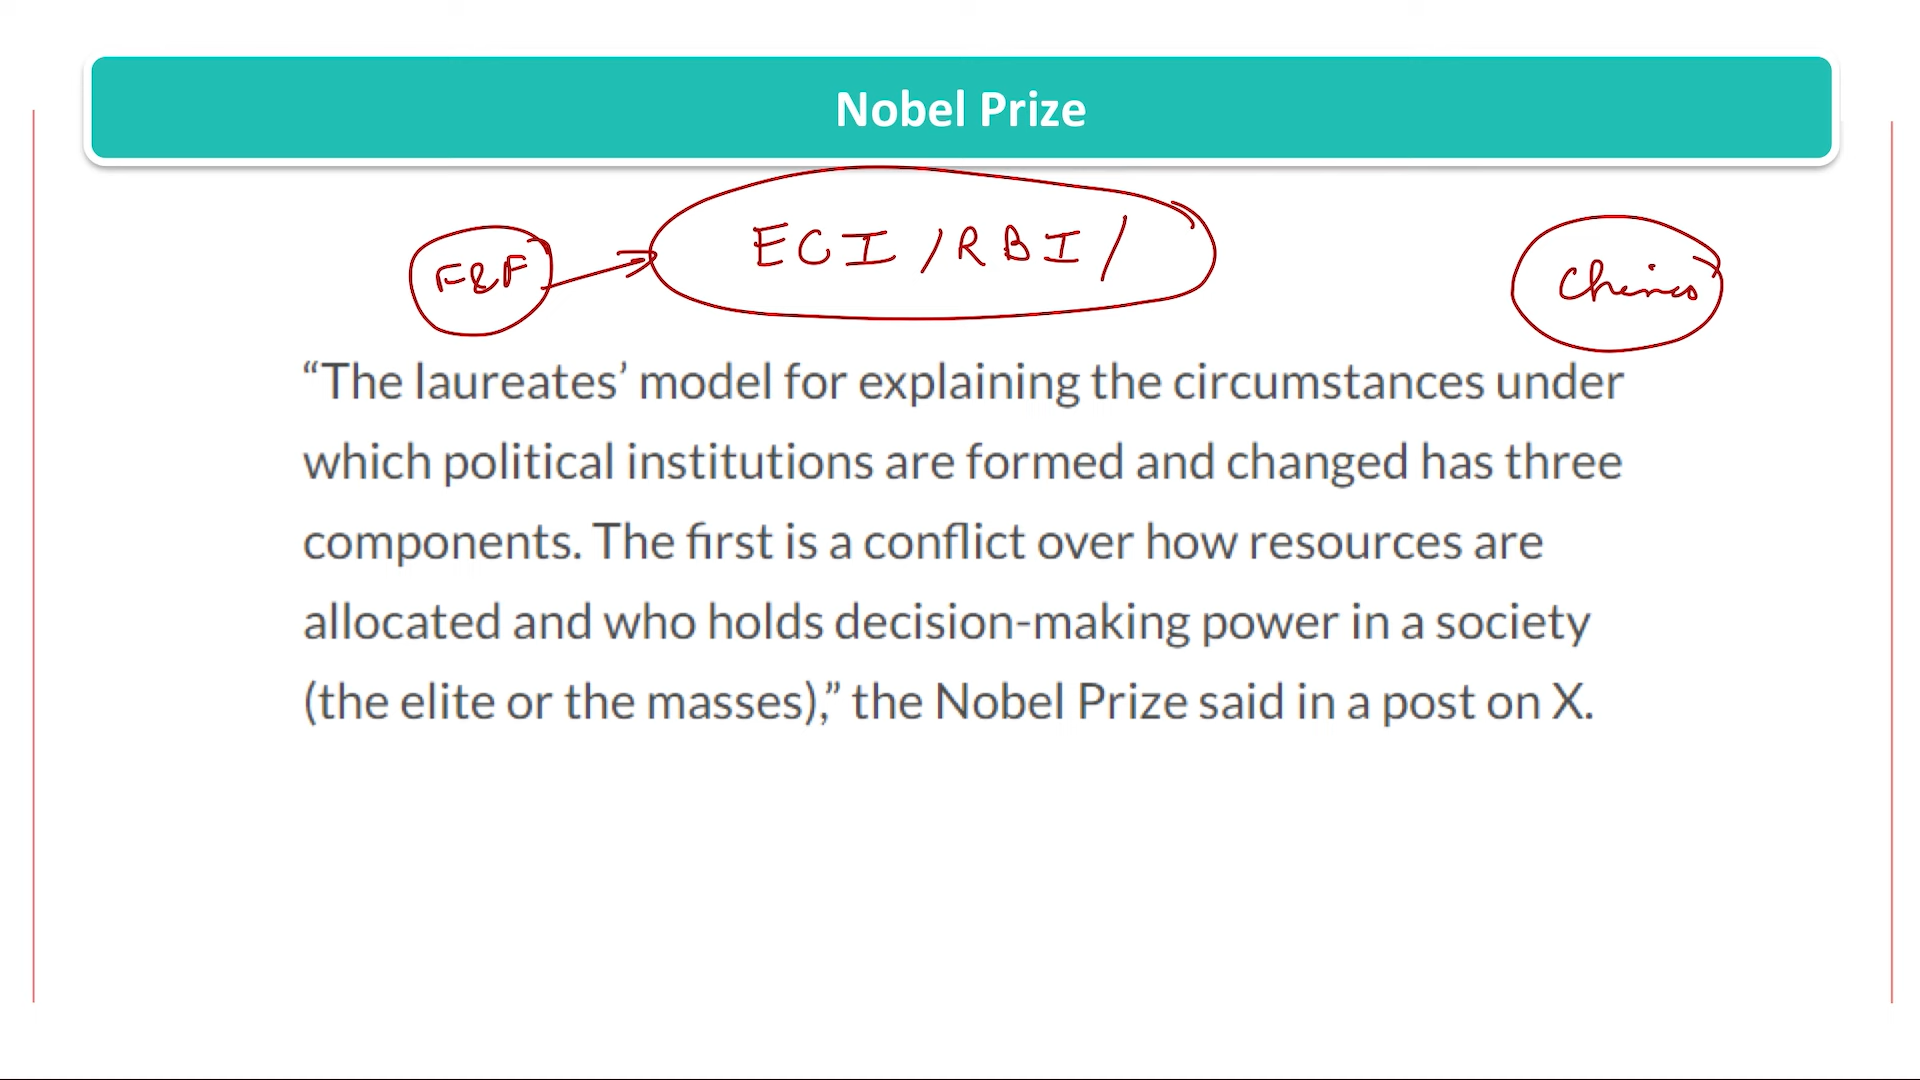 Nobel Prize
F&F
ECI/RBI/
“The laureates’ model for explaining the circumstances under
which political institutions are formed and changed has three
components. The first is a conflict over how resources are
allocated and who holds decision-making power in a society
(the elite or the masses),” the Nobel Prize said in a post on X.